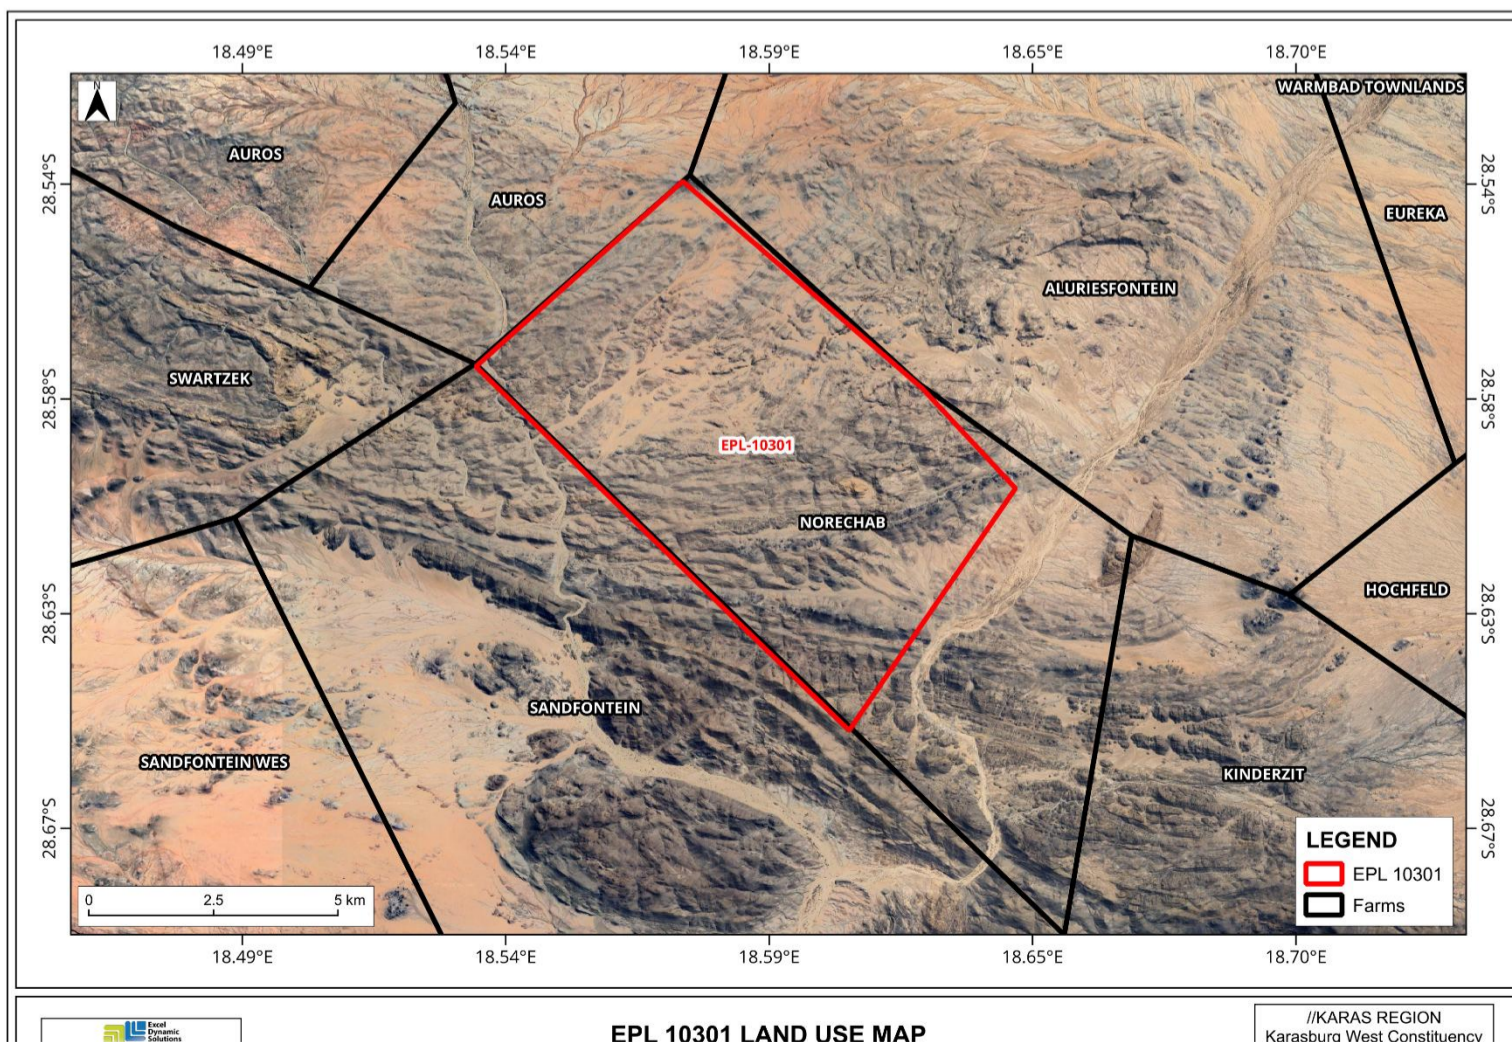 18.49°E 18.54°E 18.59°E 18.65°E 18.70°E
N
WARMBAD TOWNLANDS
AUROS
28.54°S
28.54°S
AUROS
EUREKA
ALURIESFONTEIN
SWARTZEK
28.58°S
28.58°S
EPL-10301
NORECHAB
HOCHFELD
28.63°S
28.63°S
SANDFONTEIN
SANDFONTEIN WES
KINDERZIT
28.67°S
28.67°S
LEGEND
EPL 10301
Farms
0 2.5 5 km
18.49°E 18.54°E 18.59°E 18.65°E 18.70°E
Excel
Dynamic
Solutions
EPL 10301 LAND USE MAP
//KARAS REGION
Karasburg West Constituency